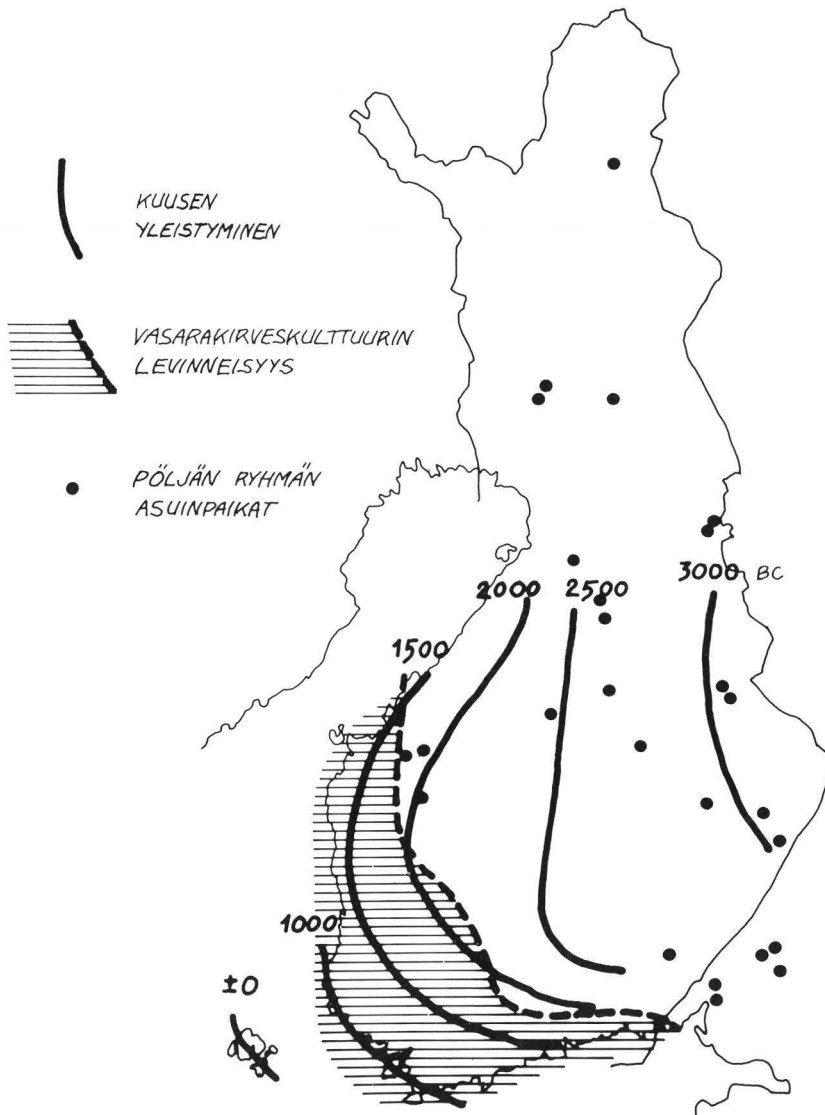 KUUSEN
YLEISTYMINEN
VASARAKIRVESKULTTUURIN
LEVINNEISYYS
PÖLJÄN RYHMÄN
ASUINPAIKAT
2000
2500
3000 BC
1500
1000
±0